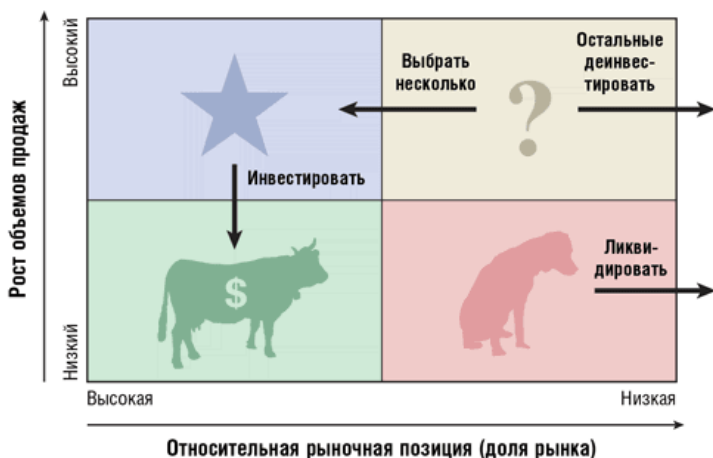 Рост объемов продаж
Высокий
Низкий
Выбрать
несколько
Остальные
деинвес-
тировать
?
Инвестировать
$
Ликви-
дировать
Высокая
Низкая
Относительная рыночная позиция (доля рынка)